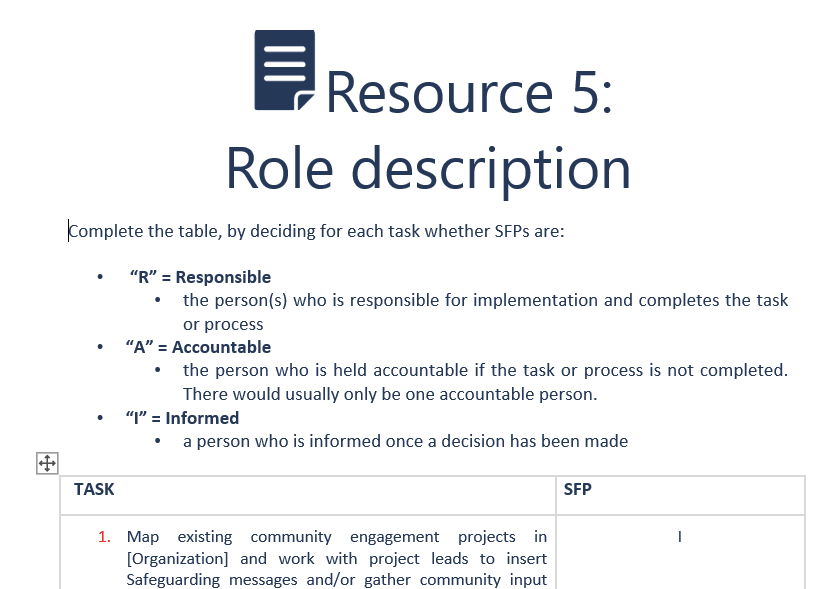 Resource 5:
Role description
Complete the table, by deciding for each task whether SFPs are:
• “R” = Responsible
• the person(s) who is responsible for implementation and completes the task
or process
• “A” = Accountable
• the person who is held accountable if the task or process is not completed.
There would usually only be one accountable person.
• “I” = Informed
• a person who is informed once a decision has been made
TASK SFP
1. Map existing community engagement projects in I
[Organization] and work with project leads to insert
Safeguarding messages and/or gather community input